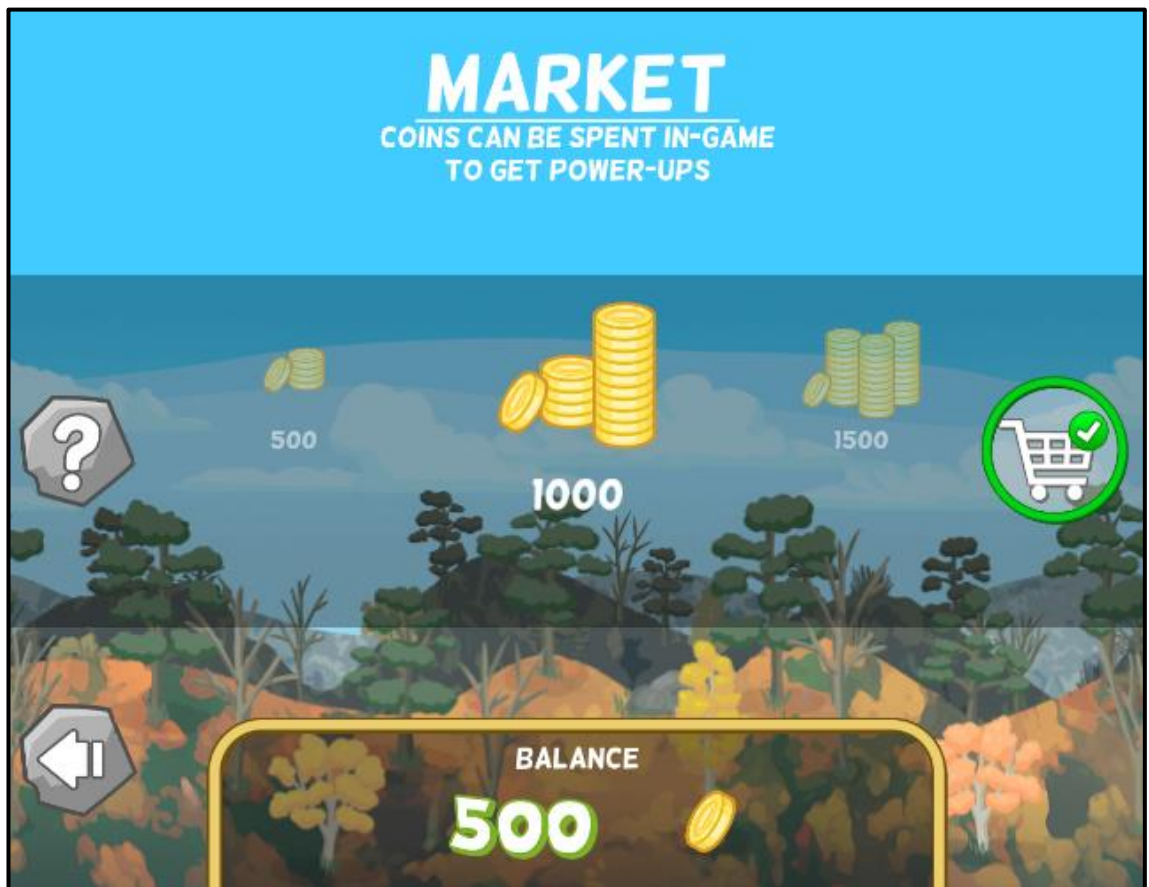 MARKET
COINS CAN BE SPENT IN-GAME
TO GET POWER-UPS
500
1000
1500
?
BALANCE
500